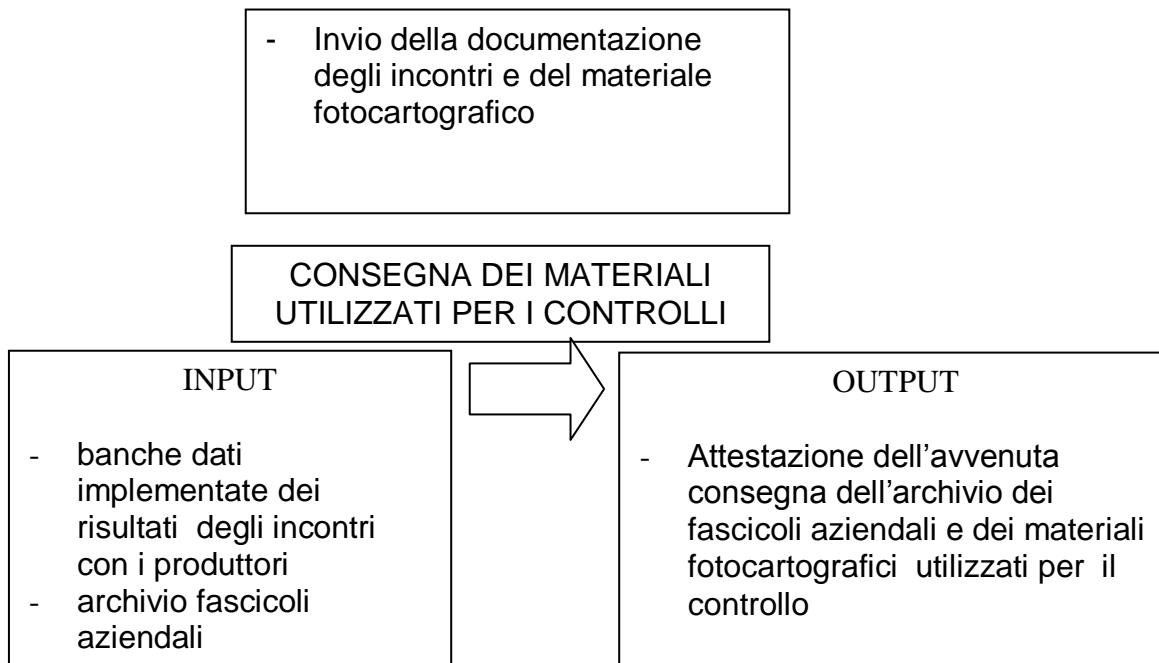 - Invio della documentazione
degli incontri e del materiale
fotocartografico
CONSEGNA DEI MATERIALI
UTILIZZATI PER I CONTROLLI
INPUT
- banche dati
implementate dei
risultati degli incontri
con i produttori
- archivio fascicoli
aziendali
OUTPUT
- Attestazione dell’avvenuta
consegna dell’archivio dei
fascicoli aziendali e dei materiali
fotocartografici utilizzati per il
controllo